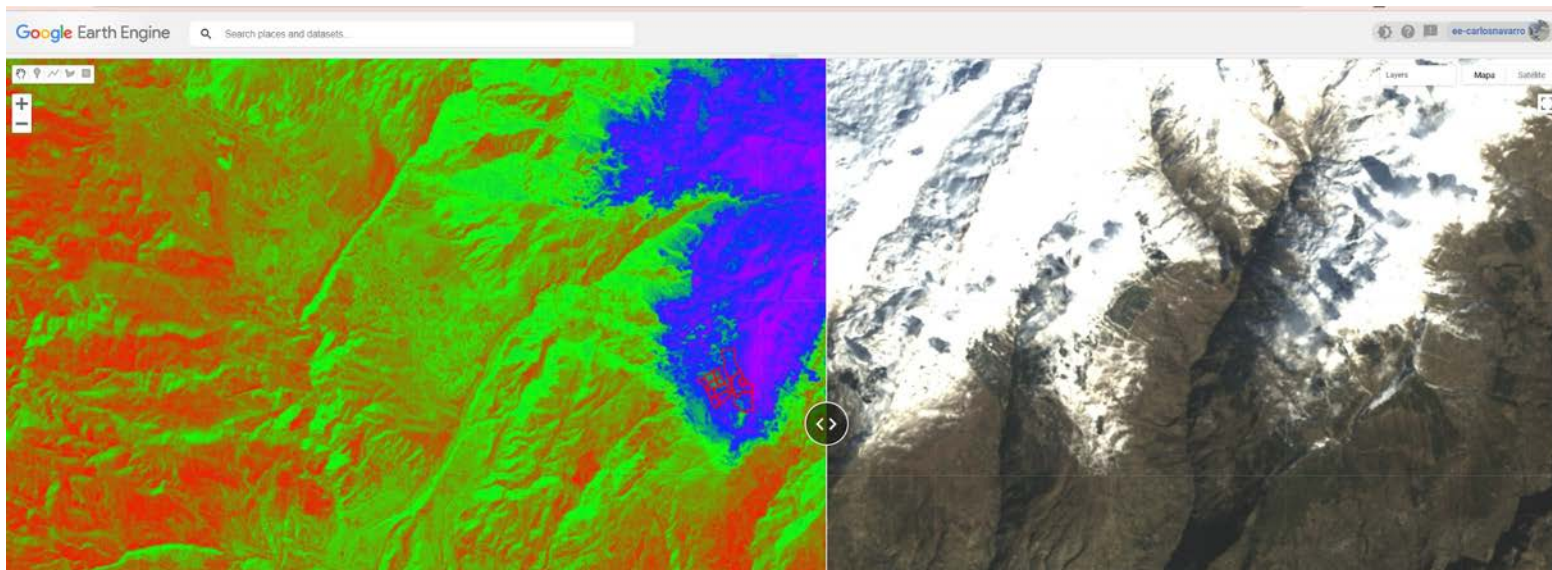 Google Earth Engine
Search places and datasets...
ee-carlosnavarro
Layers
Mapa
Satélite